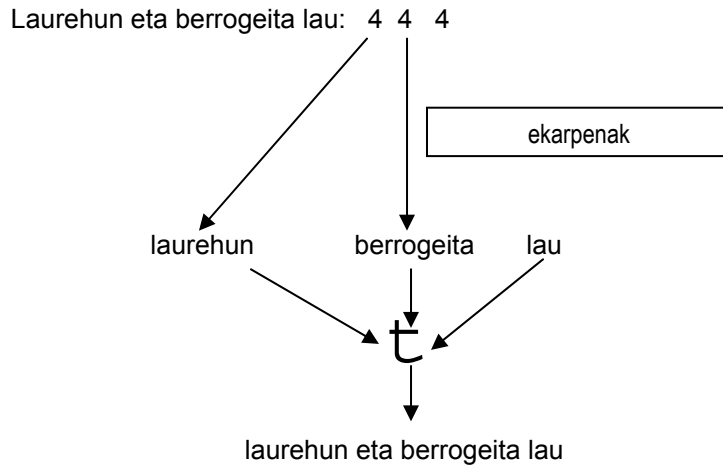 Laurehun eta berrogeita lau: 4 4 4
ekarpenak
laurehun berrogeita lau
t
laurehun eta berrogeita lau